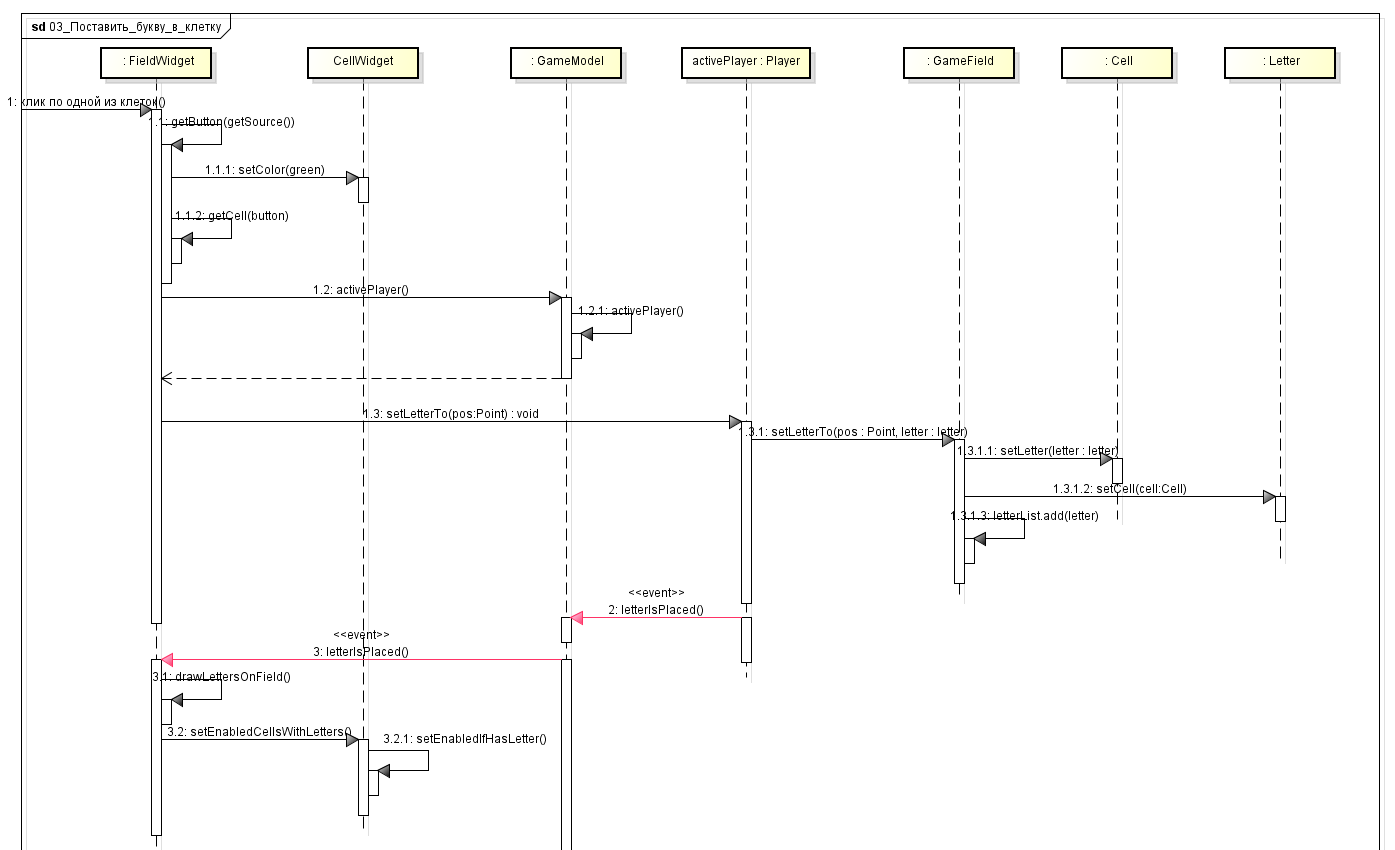 sd 03_Поставить_букву_в_клетку
: FieldWidget
CellWidget
: GameModel
activePlayer : Player
: GameField
: Cell
: Letter
1: клик по одной из клеток()
1.1: getButton(getSource())
1.1.1: setColor(green)
1.1.2: getCell(button)
1.2: activePlayer()
1.2.1: activePlayer()
1.3: setLetterTo(pos:Point) : void
1.3.1: setLetterTo(pos : Point, letter : letter)
1.3.1.1: setLetter(letter : letter)
1.3.1.2: setCell(cell:Cell)
1.3.1.3: letterList.add(letter)
<<event>>
2: letterIsPlaced()
<<event>>
3: letterIsPlaced()
3.1: drawLettersOnField()
3.2: setEnabledCellsWithLetters()
3.2.1: setEnabledIfHasLetter()